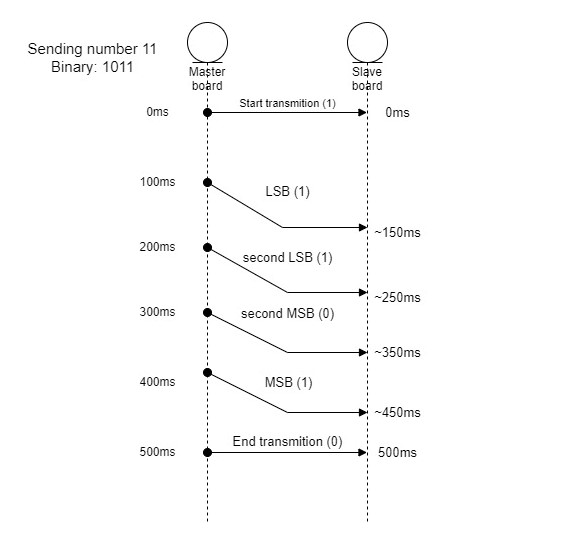 Sending number 11
Binary: 1011
Master
board
Slave
board
0ms
Start transmition (1)
0ms
100ms
LSB (1)
~150ms
200ms
second LSB (1)
~250ms
300ms
second MSB (0)
~350ms
400ms
MSB (1)
~450ms
500ms
End transmition (0)
500ms